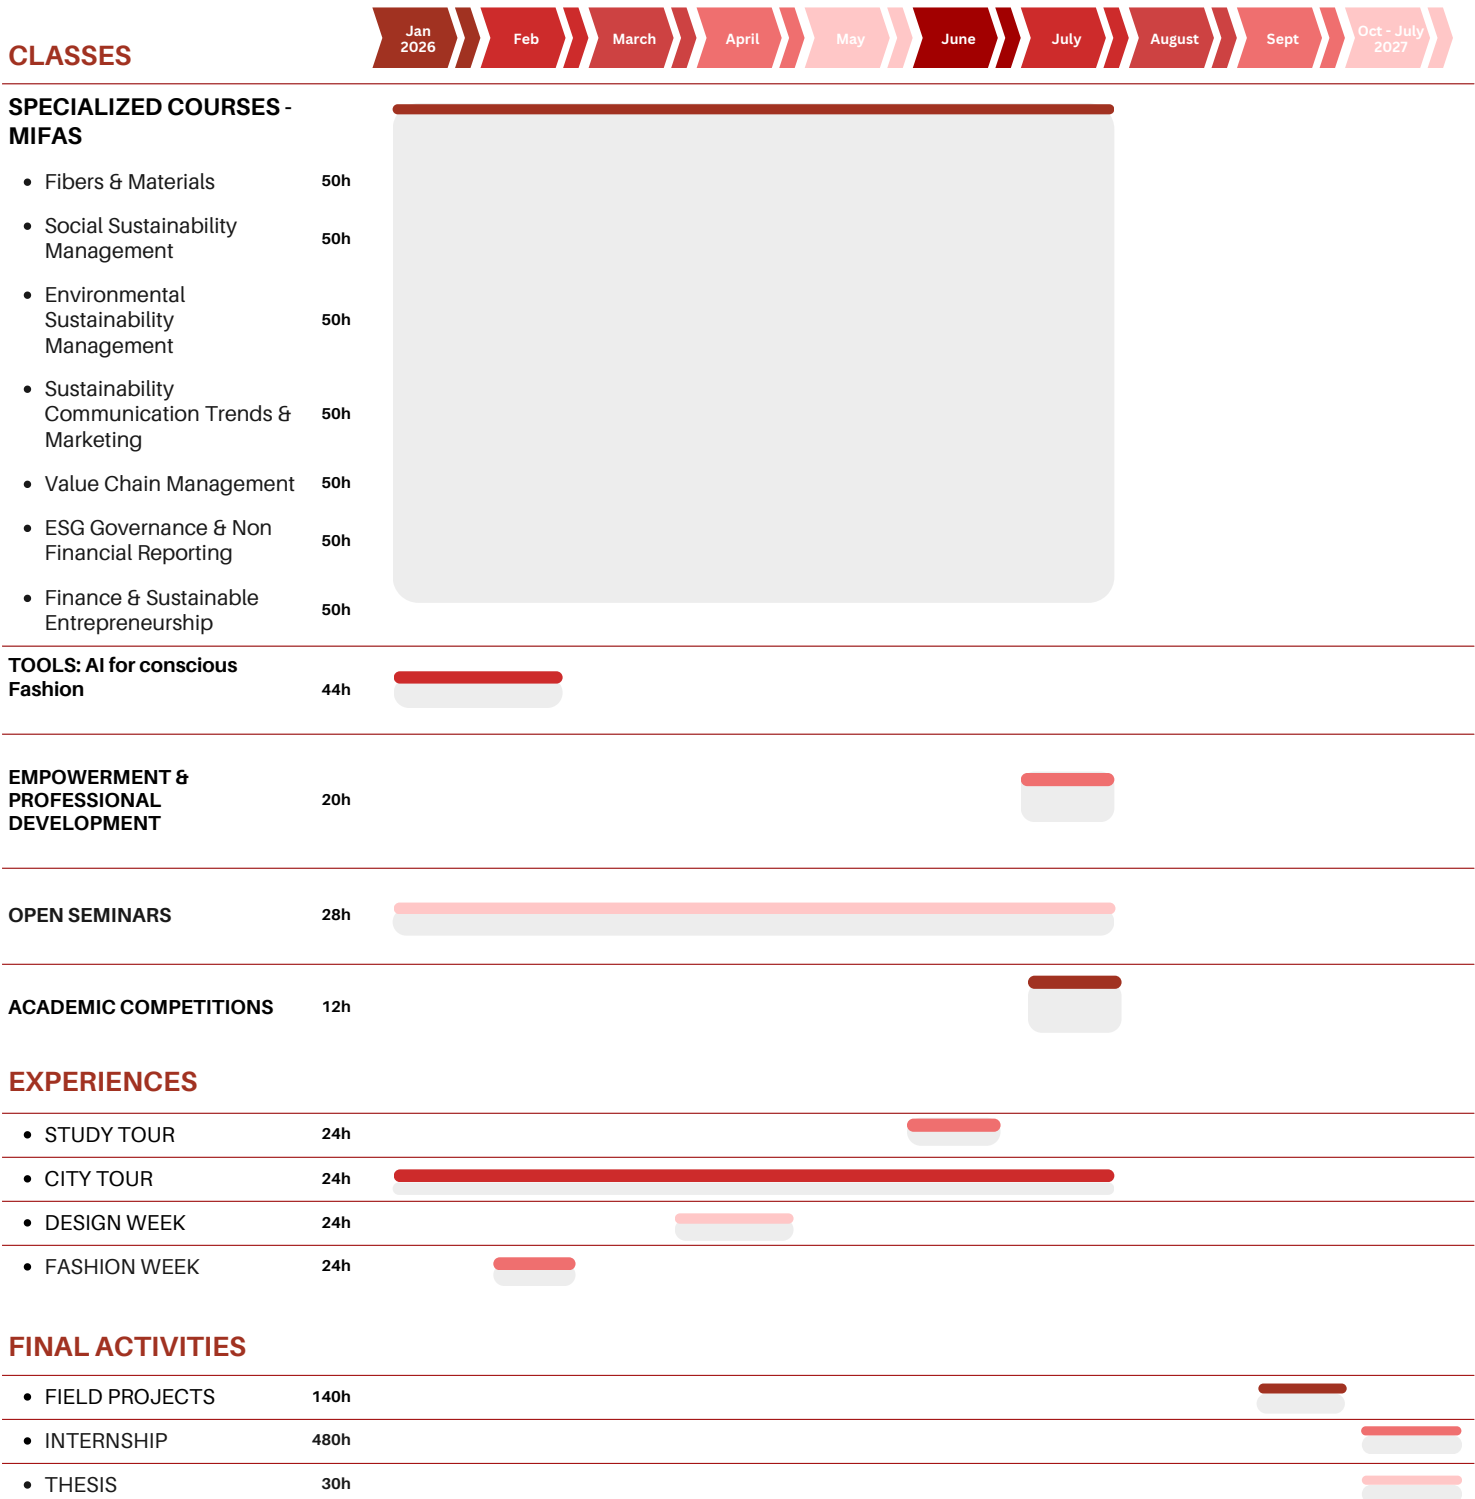 CLASSES
Jan
2026
Feb
March
April
May
June
July
August
Sept
Oct - July
2027
SPECIALIZED COURSES -
MIFAS
• Fibers & Materials 50h
• Social Sustainability
Management 50h
• Environmental
Sustainability 50h
Management
• Sustainability
Communication Trends & 50h
Marketing
• Value Chain Management 50h
• ESG Governance & Non
Financial Reporting 50h
• Finance & Sustainable
Entrepreneurship 50h
TOOLS: AI for conscious
Fashion 44h
EMPOWERMENT &
PROFESSIONAL 20h
DEVELOPMENT
OPEN SEMINARS 28h
ACADEMIC COMPETITIONS 12h
EXPERIENCES
• STUDY TOUR 24h
• CITY TOUR 24h
• DESIGN WEEK 24h
• FASHION WEEK 24h
FINAL ACTIVITIES
• FIELD PROJECTS 140h
• INTERNSHIP 480h
• THESIS 30h